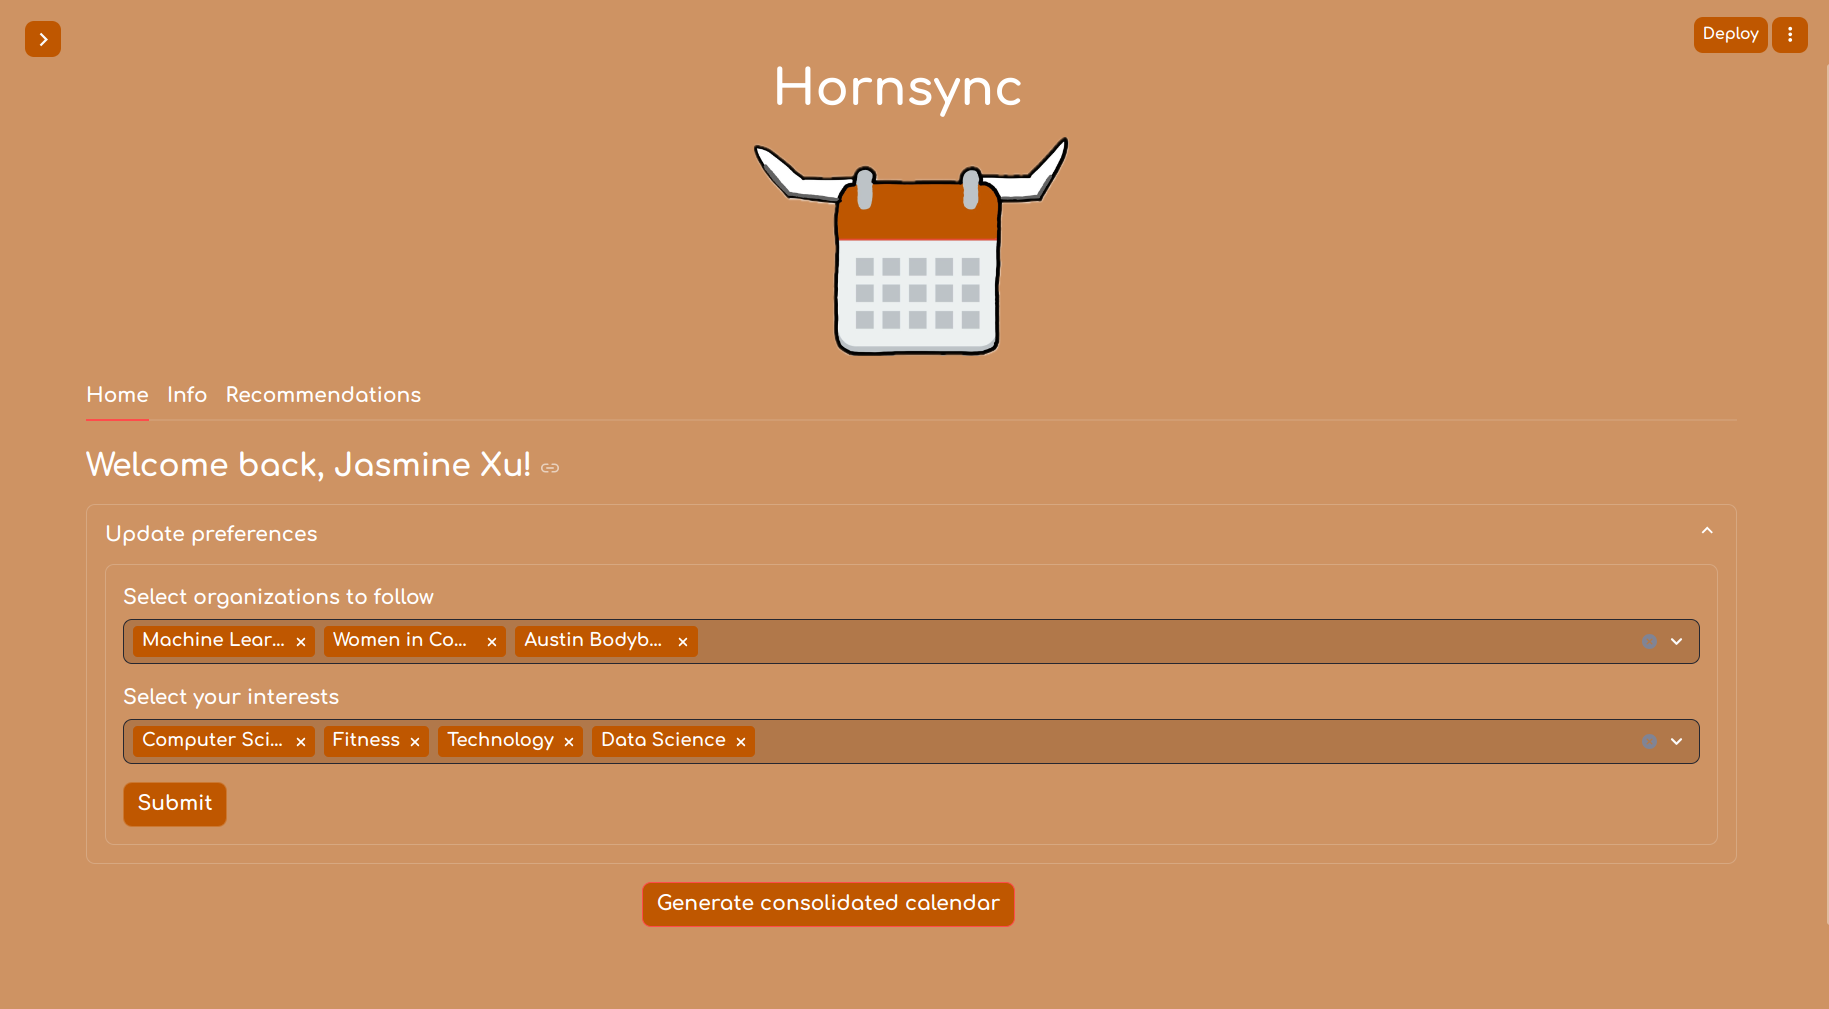 Deploy
Hornsync
Home Info Recommendations
Welcome back, Jasmine Xu!
Update preferences
Select organizations to follow
Machine Lear... Women in Co... Austin Bodyb...
Select your interests
Computer Sci... Fitness Technology Data Science
Submit
Generate consolidated calendar